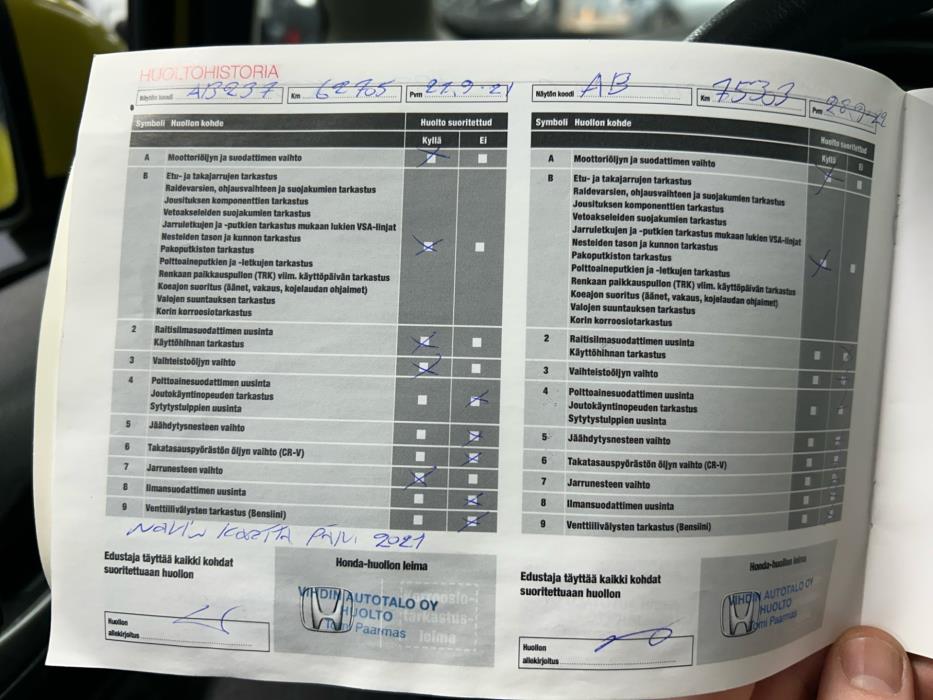 HUOLTOHISTORIA
Näytön koodi AB237 Km 62705 Pvm 27.9-21
Symboli Huollon kohde Huolto suoritettud
Kyllä Ei
A Moottoriöljyn ja suodattimen vaihto
B Etu- ja takajarrujen tarkastus
Raidevarsien, ohjausvaihteen ja suojakumien tarkastus
Jousituksen komponenttien tarkastus
Vetoakseleiden suojakumien tarkastus
Jarruletkujen ja -putkien tarkastus mukaan lukien VSA-linjat
Nesteiden tason ja kunnon tarkastus
Pakoputkiston tarkastus
Polttoaineputkien ja -letkujen tarkastus
Renkaan paikkauspullon (TRK) viim. käyttöpäivän tarkastus
Koeajon suoritus (äänet, vakaus, kojelaudan ohjaimet)
Valojen suuntauksen tarkastus
Korin korroosiotarkastus
2 Raitisilmasuodattimen uusinta
Käyttöhihnan tarkastus
3 Vaihteistoöljyn vaihto
4 Polttoainesuodattimen uusinta
Joutokäyntinopeuden tarkastus
Sytytystulppien uusinta
5 Jäähdytysnesteen vaihto
6 Takatasauspyörästön öljyn vaihto (CR-V)
7 Jarrunesteen vaihto
8 Ilmansuodattimen uusinta
9 Venttiilivälysten tarkastus (Bensiini)
NAVI:N KORTTA PÄIV. 2021
Edustaja täyttää kaikki kohdat
suoritettuaan huollon
Honda-huollon leima
VIHDIN AUTOTALO OY
HUOLTO
Tomi Paarmas
korroosio-
tarkastus-
leima
Huollon
allekirjoitus
Näytön koodi AB Km 7533 Pvm
Symboli Huollon kohde Huolto suoritettud
Kyllä Ei
A Moottoriöljyn ja suodattimen vaihto
B Etu- ja takajarrujen tarkastus
Raidevarsien, ohjausvaihteen ja suojakumien tarkastus
Jousituksen komponenttien tarkastus
Vetoakseleiden suojakumien tarkastus
Jarruletkujen ja -putkien tarkastus mukaan lukien VSA-linjat
Nesteiden tason ja kunnon tarkastus
Pakoputkiston tarkastus
Polttoaineputkien ja -letkujen tarkastus
Renkaan paikkauspullon (TRK) viim. käyttöpäivän tarkastus
Koeajon suoritus (äänet, vakaus, kojelaudan ohjaimet)
Valojen suuntauksen tarkastus
Korin korroosiotarkastus
2 Raitisilmasuodattimen uusinta
Käyttöhihnan tarkastus
3 Vaihteistoöljyn vaihto
4 Polttoainesuodattimen uusinta
Joutokäyntinopeuden tarkastus
Sytytystulppien uusinta
5 Jäähdytysnesteen vaihto
6 Takatasauspyörästön öljyn vaihto (CR-V)
7 Jarrunesteen vaihto
8 Ilmansuodattimen uusinta
9 Venttiilivälysten tarkastus (Bensiini)
Edustaja täyttää kaikki kohdat
suoritettuaan huollon
Honda-huollon leima
VIHDIN AUTOTALO OY
HUOLTO
Tomi Paarmas
Huollon
allekirjoitus